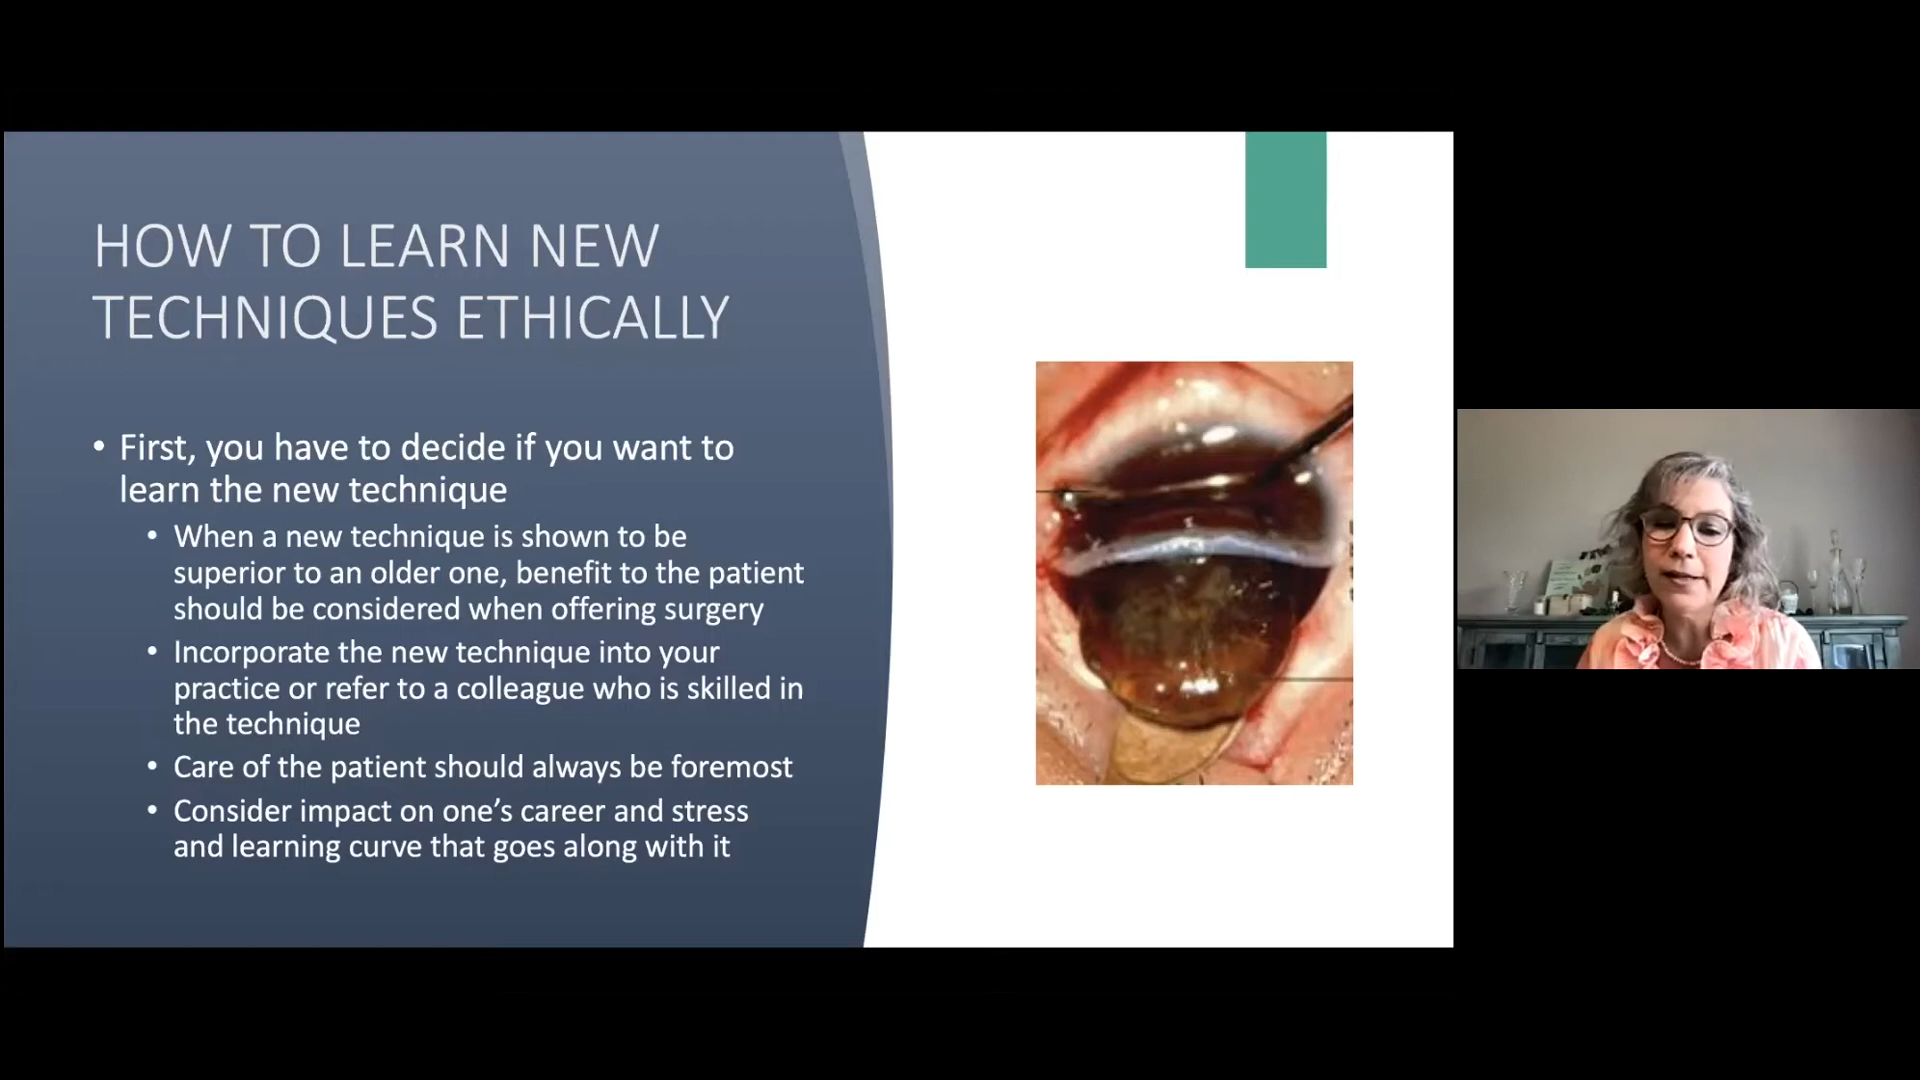 HOW TO LEARN NEW
TECHNIQUES ETHICALLY
• First, you have to decide if you want to
learn the new technique
• When a new technique is shown to be
superior to an older one, benefit to the patient
should be considered when offering surgery
• Incorporate the new technique into your
practice or refer to a colleague who is skilled in
the technique
• Care of the patient should always be foremost
• Consider impact on one’s career and stress
and learning curve that goes along with it